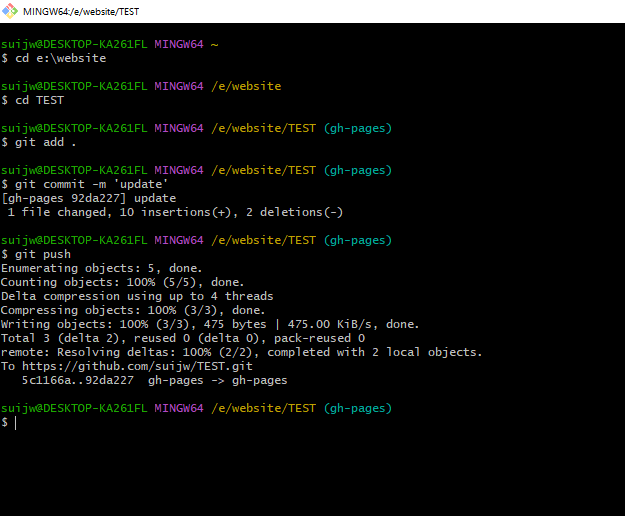 MINGW64:/e/website/TEST
suijw@DESKTOP-KA261FL MINGW64 ~
$ cd e:\website
suijw@DESKTOP-KA261FL MINGW64 /e/website
$ cd TEST
suijw@DESKTOP-KA261FL MINGW64 /e/website/TEST (gh-pages)
$ git add .
suijw@DESKTOP-KA261FL MINGW64 /e/website/TEST (gh-pages)
$ git commit -m 'update'
[gh-pages 92da227] update
1 file changed, 10 insertions(+), 2 deletions(-)
suijw@DESKTOP-KA261FL MINGW64 /e/website/TEST (gh-pages)
$ git push
Enumerating objects: 5, done.
Counting objects: 100% (5/5), done.
Delta compression using up to 4 threads
Compressing objects: 100% (3/3), done.
Writing objects: 100% (3/3), 475 bytes | 475.00 KiB/s, done.
Total 3 (delta 2), reused 0 (delta 0), pack-reused 0
remote: Resolving deltas: 100% (2/2), completed with 2 local objects.
To https://github.com/suijw/TEST.git
5c1166a..92da227  gh-pages -> gh-pages
suijw@DESKTOP-KA261FL MINGW64 /e/website/TEST (gh-pages)
$